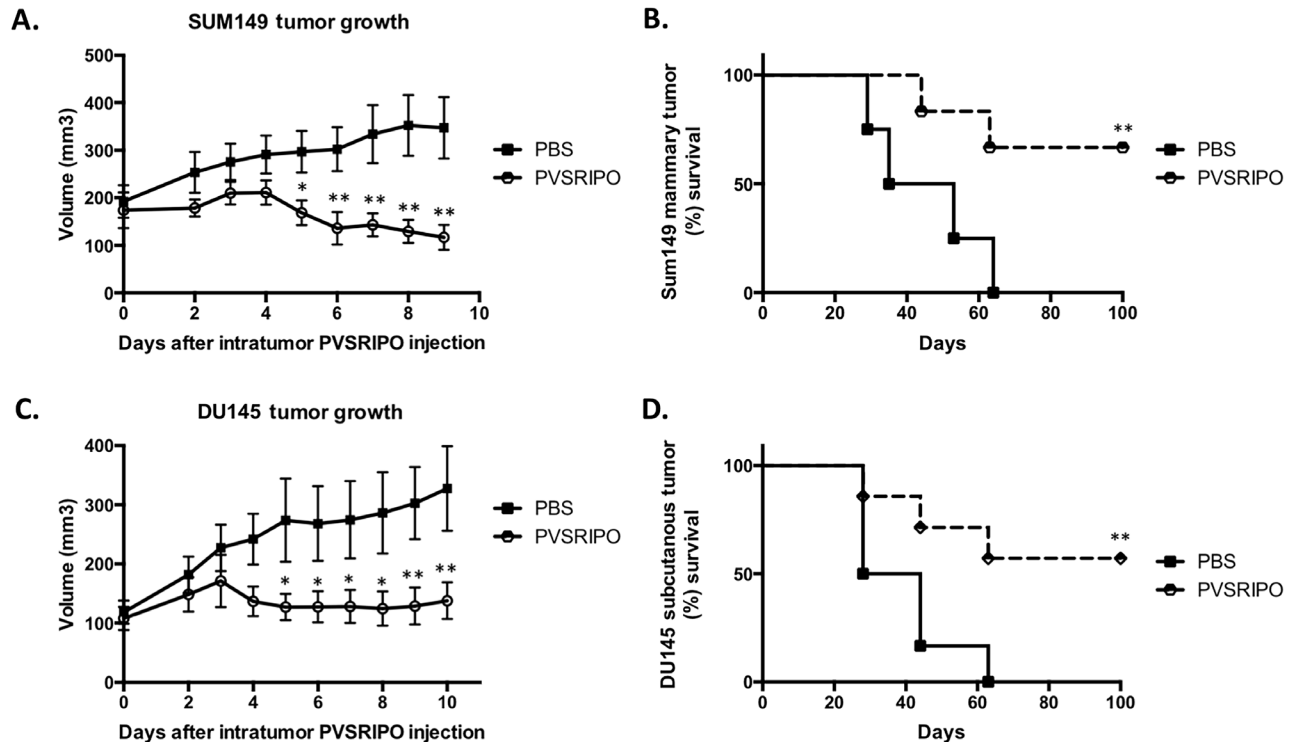 A.
SUM149 tumor growth
500
400
300
200
100
0
Volume (mm3)
* ** ** ** **
0 2 4 6 8 10
Days after intratumor PVSRIPO injection
PBS
PVSRIPO
B.
Sum149 mammary tumor
(%) survival
100
50
0
**
0 20 40 60 80 100
Days
PBS
PVSRIPO
C.
DU145 tumor growth
400
300
200
100
0
Volume (mm3)
* * * * ** **
0 2 4 6 8 10
Days after intratumor PVSRIPO injection
PBS
PVSRIPO
D.
DU145 subcutanous tumor
(%) survival
100
50
0
**
0 20 40 60 80 100
Days
PBS
PVSRIPO